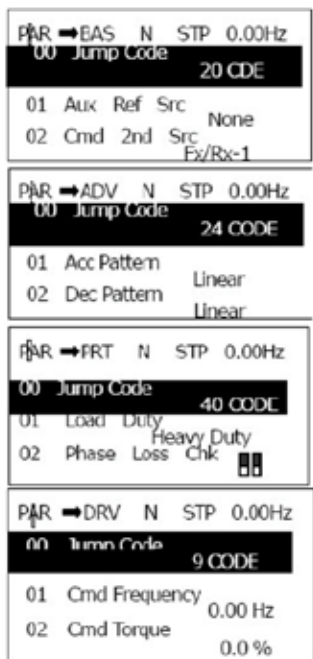 PAR ➡BAS N STP 0.00Hz
00 Jump Code
20 CDE
01 Aux Ref Src
None
02 Cmd 2nd Src
Fx/Rx-1
PAR ➡ADV N STP 0.00Hz
00 Jump Code
24 CODE
01 Acc Pattern
Linear
02 Dec Pattern
Linear
PAR ➡PRT N STP 0.00Hz
00 Jump Code
40 CODE
01 Load Duty
Heavy Duty
02 Phase Loss Chk
PAR ➡DRV N STP 0.00Hz
00 Jump Code
9 CODE
01 Cmd Frequency
0.00 Hz
02 Cmd Torque
0.0 %